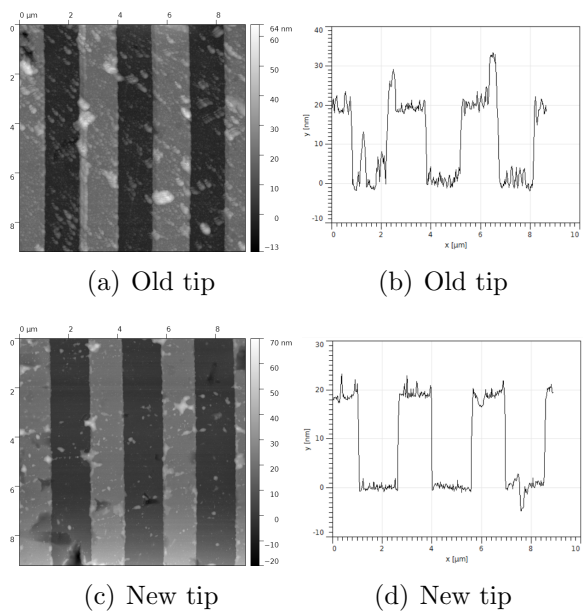 0 μm 2 4 6 8
0
2
4
6
8
64 nm
60
50
40
30
20
10
0
−13
y [nm]
40
30
20
10
0
-10
0 2 4 6 8 10
x [μm]
(a) Old tip
(b) Old tip
0 μm 2 4 6 8
0
2
4
6
8
70 nm
60
50
40
30
20
10
0
−10
−20
y [nm]
30
20
10
0
-10
0 2 4 6 8 10
x [μm]
(c) New tip
(d) New tip